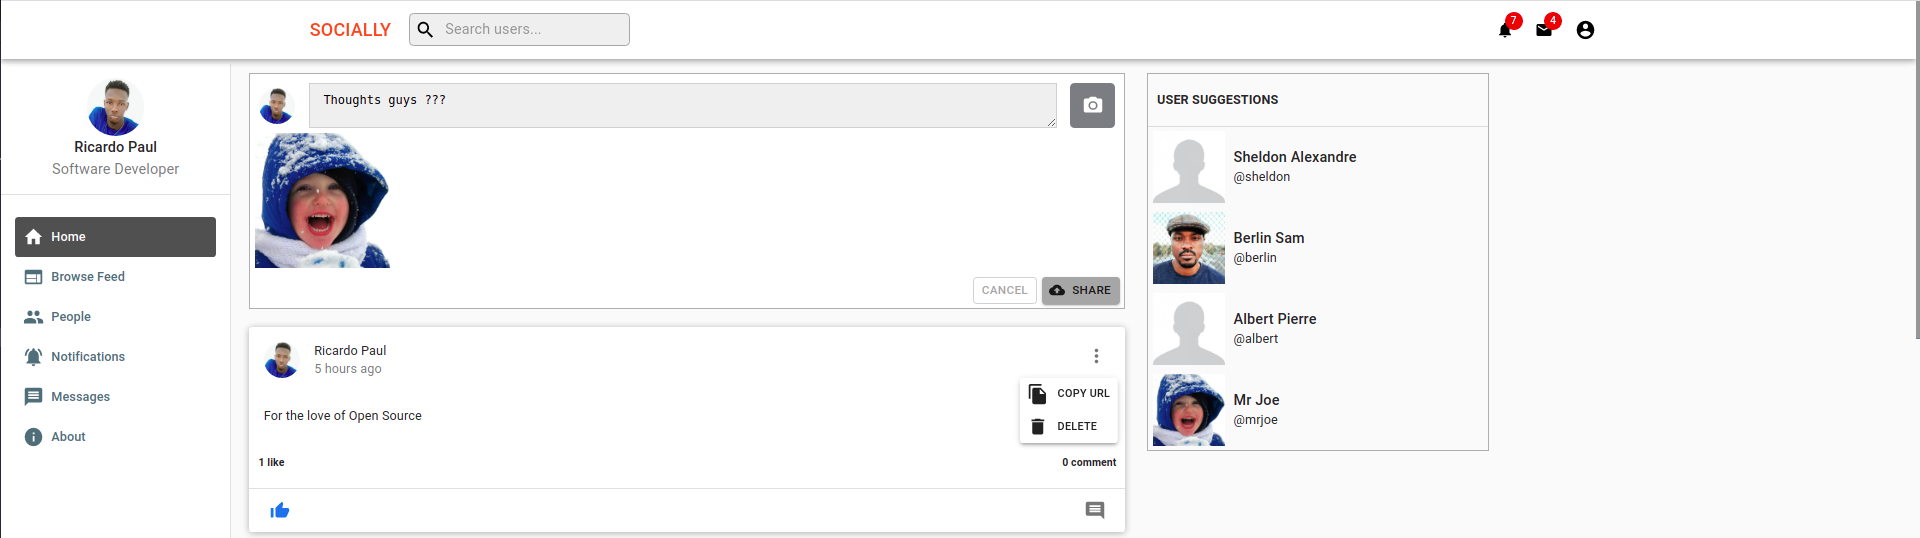 SOCIALLY
Search users...
7
4
Ricardo Paul
Software Developer
Home
Browse Feed
People
Notifications
Messages
About
Thoughts guys ???
CANCEL
SHARE
Ricardo Paul
5 hours ago
COPY URL
DELETE
For the love of Open Source
1 like
0 comment
USER SUGGESTIONS
Sheldon Alexandre
@sheldon
Berlin Sam
@berlin
Albert Pierre
@albert
Mr Joe
@mrjoe